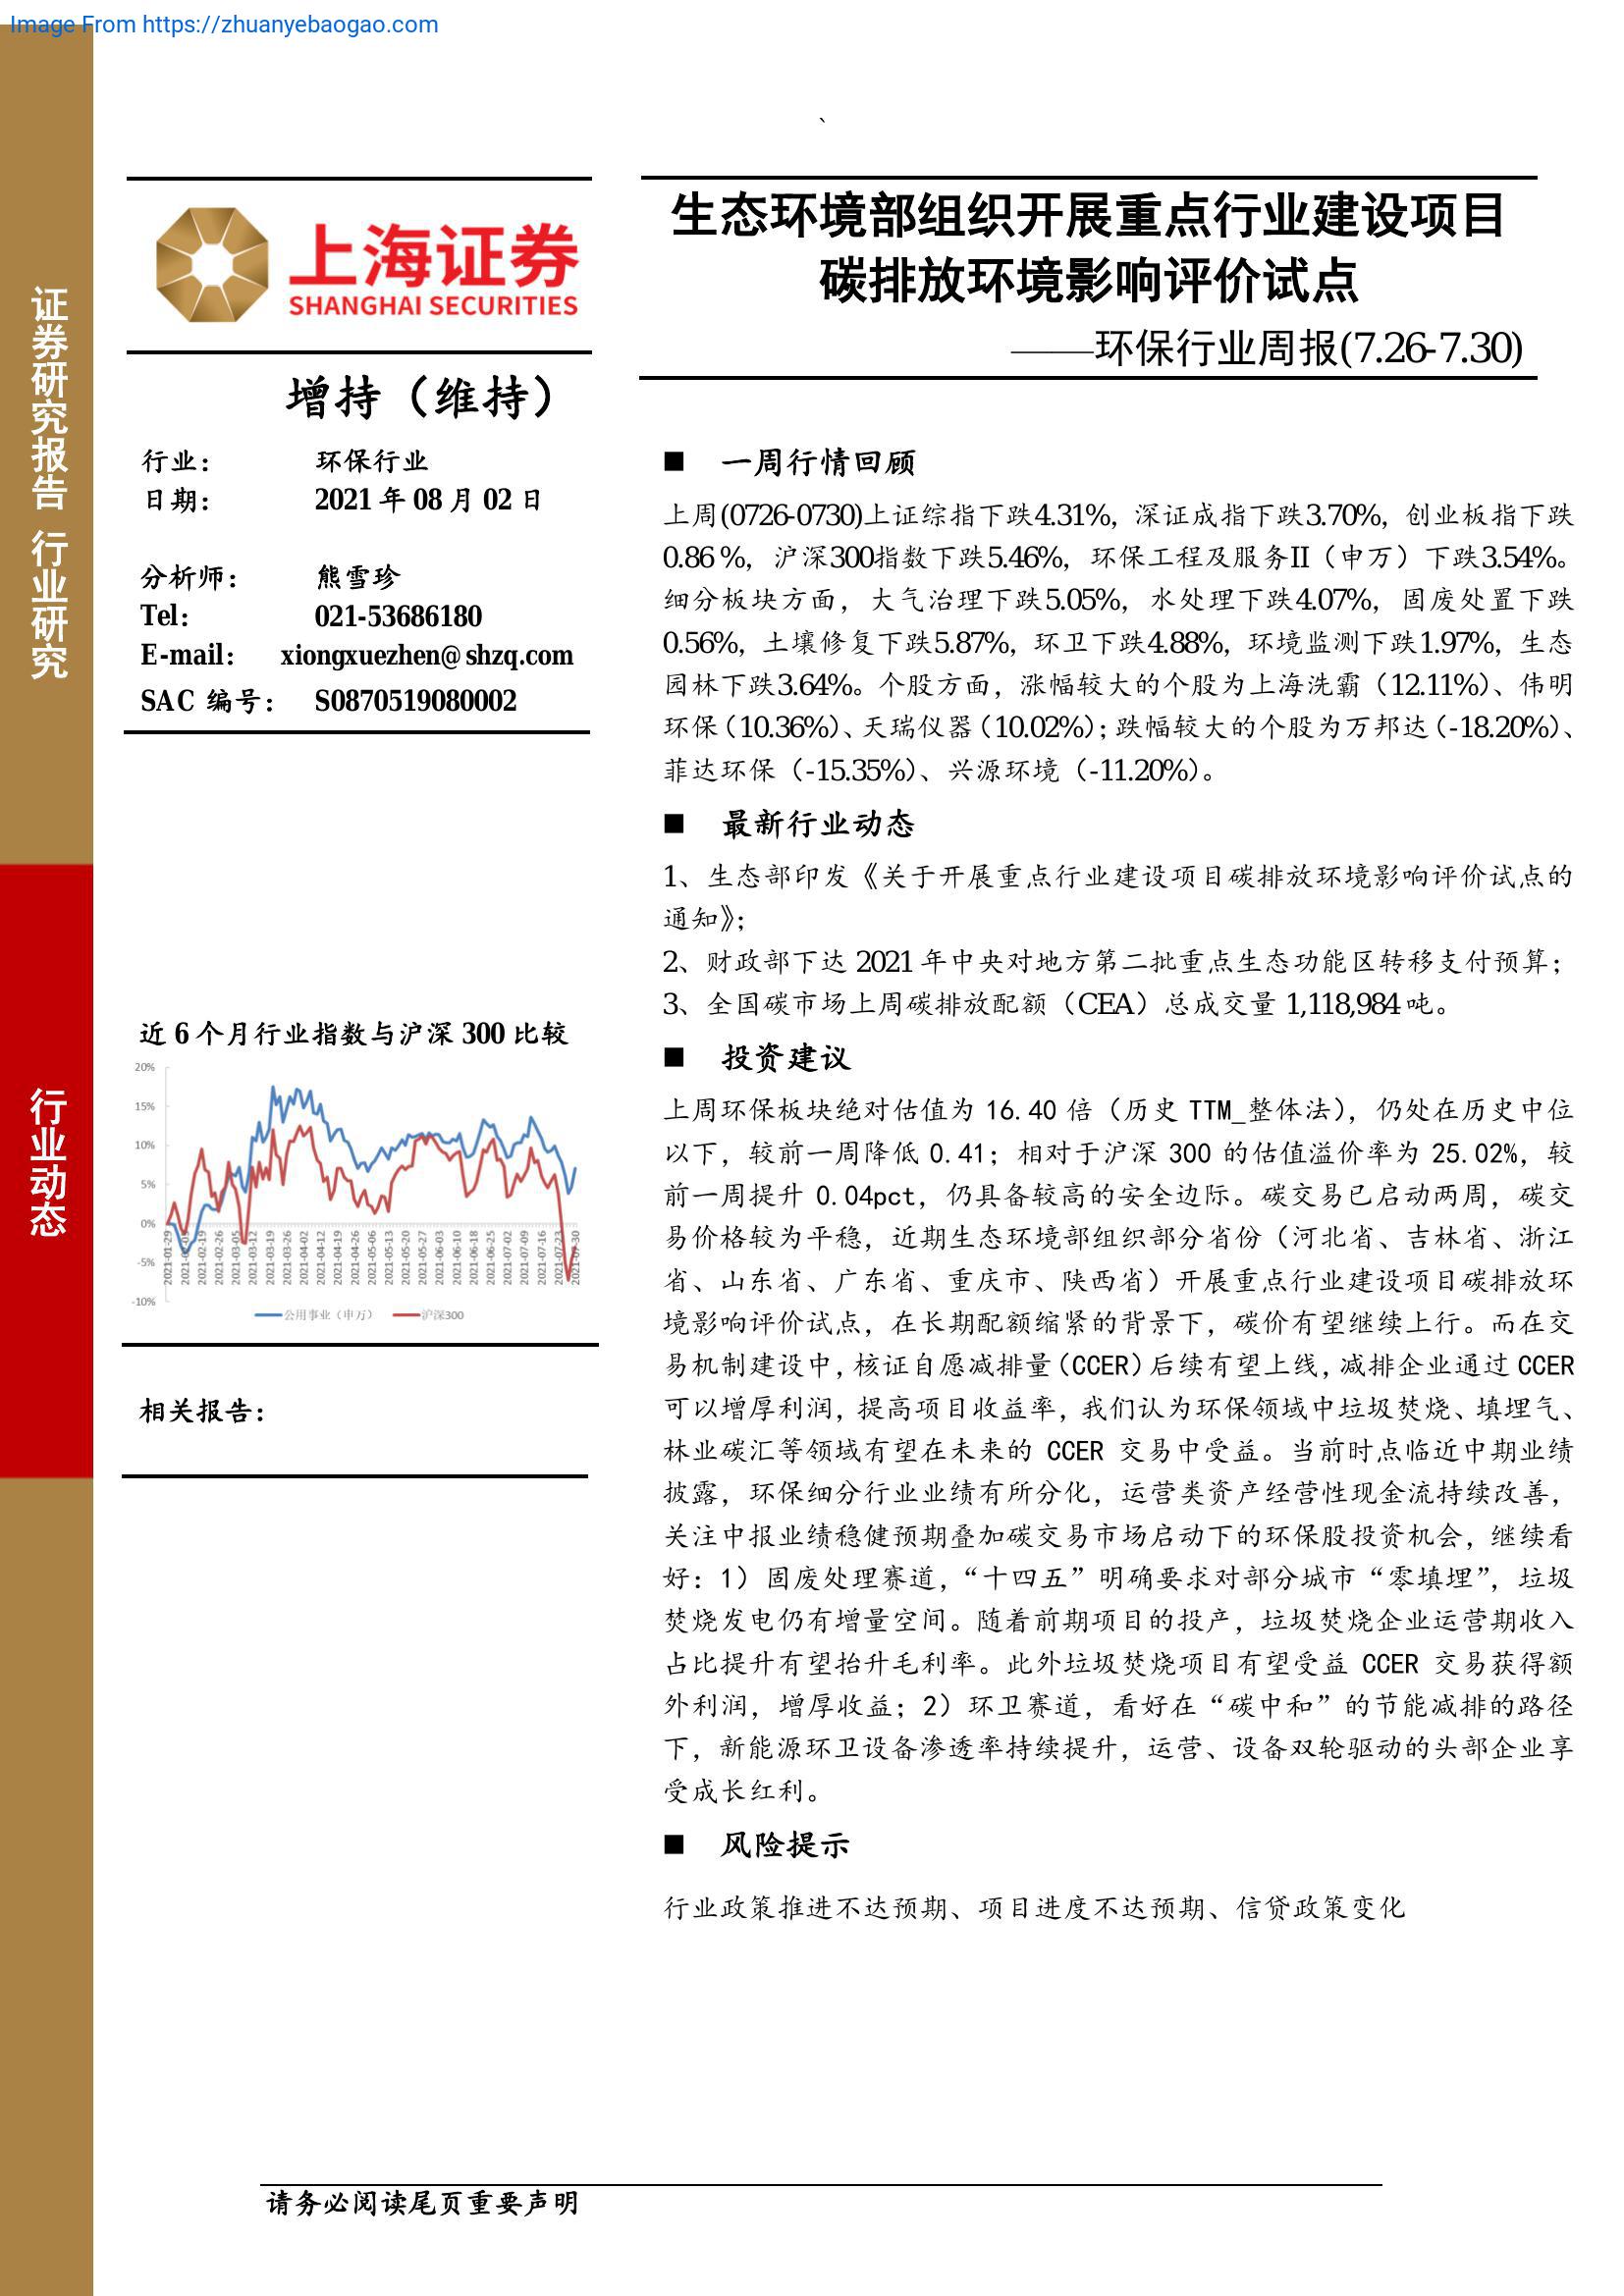 Image From https://zhuanyebaogao.com
、
证券研究报告 行业研究
行业动态
上海证券
SHANGHAI SECURITIES
增持（维持）
行业： 环保行业
日期： 2021 年 08 月 02 日
分析师： 熊雪珍
Tel： 021-53686180
E-mail： xiongxuezhen@shzq.com
SAC 编号： S0870519080002
近 6 个月行业指数与沪深 300 比较
20%
15%
10%
5%
0%
-5%
-10%
2021-01-29
2021-02-19
2021-02-26
2021-03-05
2021-03-12
2021-03-19
2021-03-26
2021-04-02
2021-04-12
2021-04-19
2021-04-26
2021-05-06
2021-05-13
2021-05-20
2021-05-27
2021-06-03
2021-06-10
2021-06-18
2021-06-25
2021-07-02
2021-07-09
2021-07-16
2021-07-23
2021-07-30
公用事业（申万） 沪深300
相关报告：
生态环境部组织开展重点行业建设项目
碳排放环境影响评价试点
——环保行业周报(7.26-7.30)
■ 一周行情回顾
上周(0726-0730)上证综指下跌4.31%，深证成指下跌3.70%，创业板指下跌
0.86 %，沪深300指数下跌5.46%，环保工程及服务II（申万）下跌3.54%。
细分板块方面，大气治理下跌5.05%，水处理下跌4.07%，固废处置下跌
0.56%，土壤修复下跌5.87%，环卫下跌4.88%，环境监测下跌1.97%，生态
园林下跌3.64%。个股方面，涨幅较大的个股为上海洗霸（12.11%）、伟明
环保（10.36%）、天瑞仪器（10.02%）；跌幅较大的个股为万邦达（-18.20%）、
菲达环保（-15.35%）、兴源环境（-11.20%）。
■ 最新行业动态
1、生态部印发《关于开展重点行业建设项目碳排放环境影响评价试点的
通知》；
2、财政部下达 2021 年中央对地方第二批重点生态功能区转移支付预算；
3、全国碳市场上周碳排放配额（CEA）总成交量 1,118,984 吨。
■ 投资建议
上周环保板块绝对估值为 16.40 倍（历史 TTM_整体法），仍处在历史中位
以下，较前一周降低 0.41；相对于沪深 300 的估值溢价率为 25.02%，较
前一周提升 0.04pct，仍具备较高的安全边际。碳交易已启动两周，碳交
易价格较为平稳，近期生态环境部组织部分省份（河北省、吉林省、浙江
省、山东省、广东省、重庆市、陕西省）开展重点行业建设项目碳排放环
境影响评价试点，在长期配额缩紧的背景下，碳价有望继续上行。而在交
易机制建设中，核证自愿减排量（CCER）后续有望上线，减排企业通过 CCER
可以增厚利润，提高项目收益率，我们认为环保领域中垃圾焚烧、填埋气、
林业碳汇等领域有望在未来的 CCER 交易中受益。当前时点临近中期业绩
披露，环保细分行业业绩有所分化，运营类资产经营性现金流持续改善，
关注中报业绩稳健预期叠加碳交易市场启动下的环保股投资机会，继续看
好：1）固废处理赛道，“十四五”明确要求对部分城市“零填埋”，垃圾
焚烧发电仍有增量空间。随着前期项目的投产，垃圾焚烧企业运营期收入
占比提升有望抬升毛利率。此外垃圾焚烧项目有望受益 CCER 交易获得额
外利润，增厚收益；2）环卫赛道，看好在“碳中和”的节能减排的路径
下，新能源环卫设备渗透率持续提升，运营、设备双轮驱动的头部企业享
受成长红利。
■ 风险提示
行业政策推进不达预期、项目进度不达预期、信贷政策变化
请务必阅读尾页重要声明